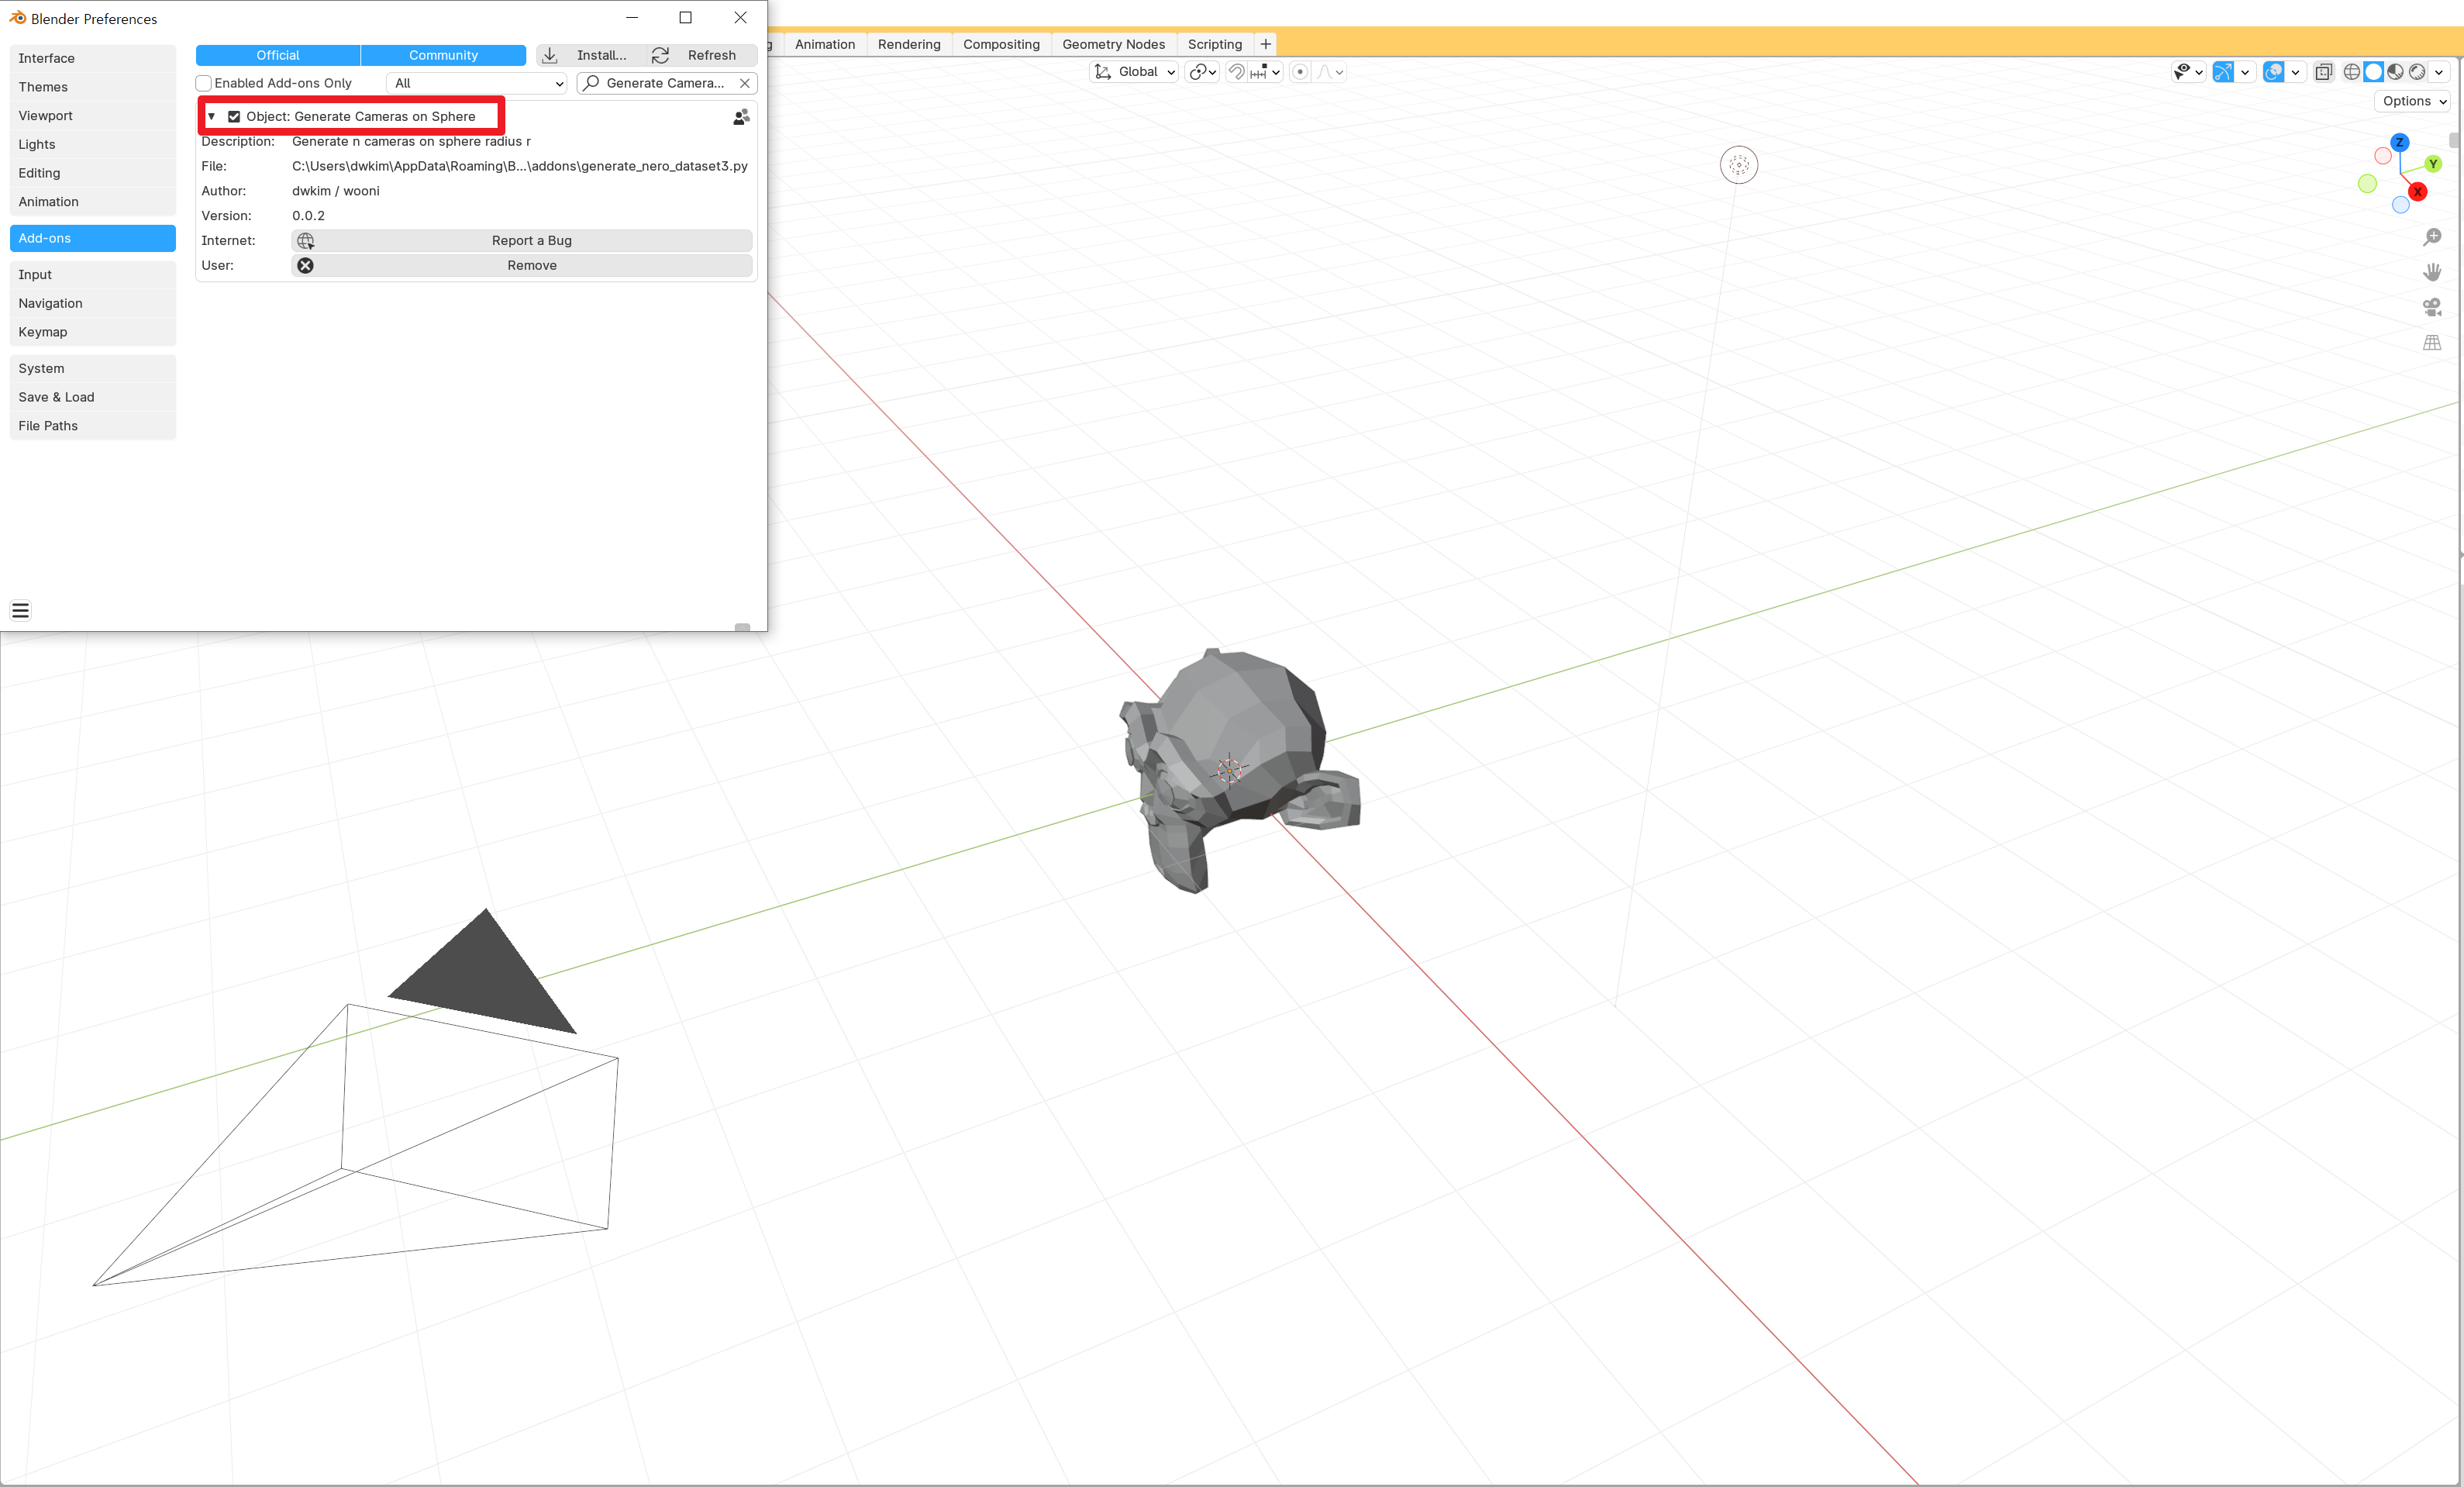 Blender Preferences
Interface
Themes
Viewport
Lights
Editing
Animation
Add-ons
Input
Navigation
Keymap
System
Save & Load
File Paths
Official Community Install... Refresh
Enabled Add-ons Only All Generate Camera...
Object: Generate Cameras on Sphere
Description: Generate n cameras on sphere radius r
File: C:\Users\dwkim\AppData\Roaming\B...\addons\generate_nero_dataset3.py
Author: dwkim / wooni
Version: 0.0.2
Internet: Report a Bug
User: Remove
g Animation Rendering Compositing Geometry Nodes Scripting +
Global
Options
Z
Y
X